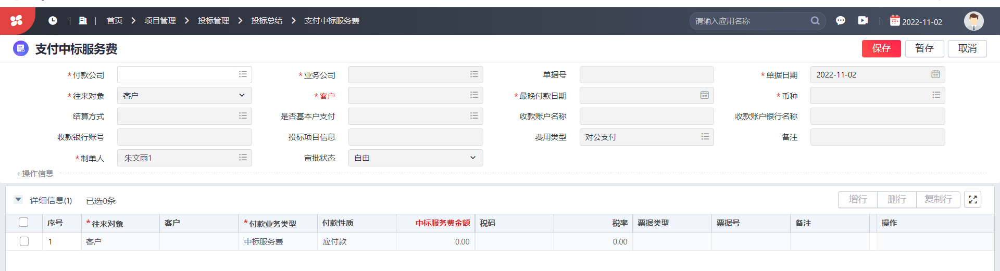 首页 > 项目管理 > 投标管理 > 投标总结 > 支付中标服务费 请输入应用名称 2022-11-02
支付中标服务费 保存 暂存 取消
*付款公司 *业务公司 单据号 *单据日期 2022-11-02
*往来对象 客户 *客户 *最晚付款日期 *币种
结算方式 是否基本户支付 收款账户名称 收款账户银行名称
收款银行账号 投标项目信息 费用类型 对公支付 备注
*制单人 朱文雨1 审批状态 自由
+操作信息
详细信息(1) 已选0条 增行 删行 复制行
序号 *往来对象 客户 *付款业务类型 付款性质 中标服务费金额 税码 税率 票据类型 票据号 备注 操作
1 客户 中标服务费 应付款 0.00 0.00